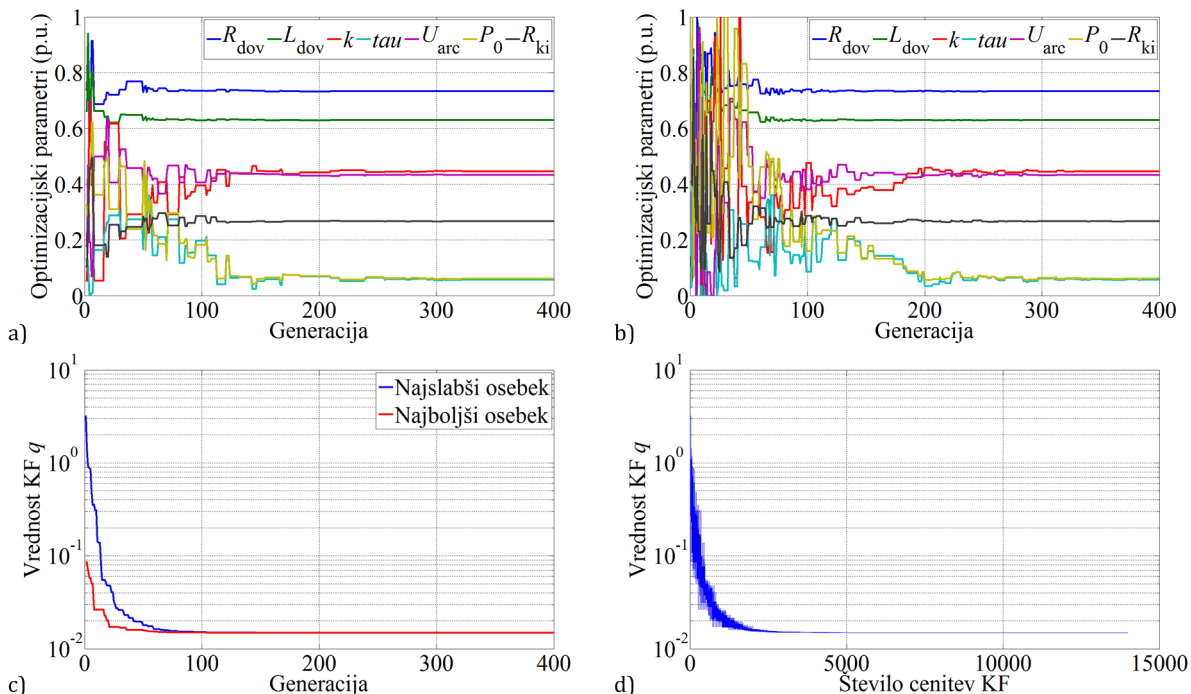 Optimizacijski parametri (p.u.)
1
0.8
0.6
0.4
0.2
0
R_dov L_dov k tau U_arc P_0 R_ki
0 100 200 300 400
Generacija
a)
Optimizacijski parametri (p.u.)
1
0.8
0.6
0.4
0.2
0
R_dov L_dov k tau U_arc P_0 R_ki
0 100 200 300 400
Generacija
b)
Vrednost KF q
10^1
10^0
10^-1
10^-2
Najslabši osebek
Najboljši osebek
0 100 200 300 400
Generacija
c)
Vrednost KF q
10^1
10^0
10^-1
10^-2
0 5000 10000 15000
Število cenitev KF
d)